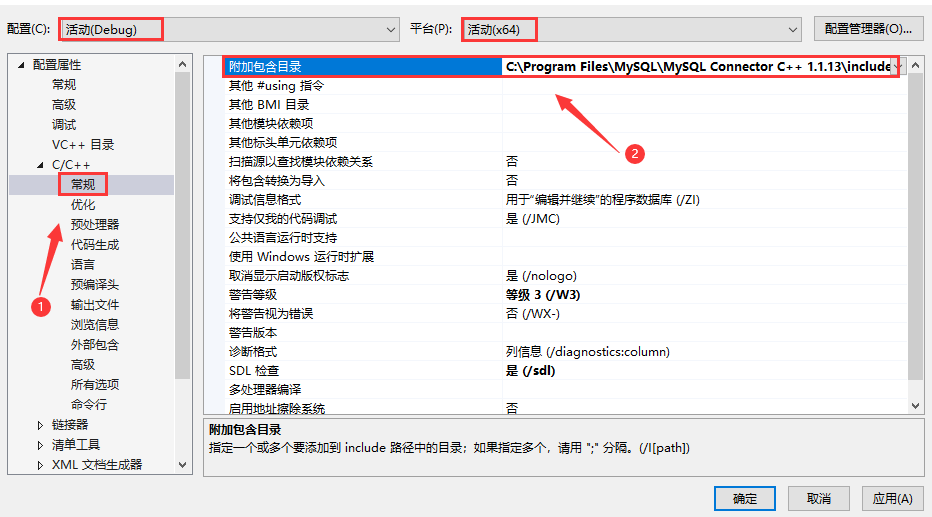 配置(C): 活动(Debug) 平台(P): 活动(x64) 配置管理器(O)...
配置属性
常规
高级
调试
VC++ 目录
C/C++
常规
优化
预处理器
代码生成
语言
预编译头
输出文件
浏览信息
外部包含
高级
所有选项
命令行
链接器
清单工具
XML 文档生成器
1
附加包含目录 C:\Program Files\MySQL\MySQL Connector C++ 1.1.13\include
其他 #using 指令
其他 BMI 目录
其他模块依赖项
其他标头单元依赖项
扫描源以查找模块依赖关系 否
将包含转换为导入 否
调试信息格式 用于“编辑并继续”的程序数据库 (/ZI)
支持仅我的代码调试 是 (/JMC)
公共语言运行时支持
使用 Windows 运行时扩展
取消显示启动版权标志 是 (/nologo)
警告等级 等级 3 (/W3)
将警告视为错误 否 (/WX-)
警告版本
诊断格式 列信息 (/diagnostics:column)
SDL 检查 是 (/sdl)
多处理器编译
启用地址擦除系统 否
2
附加包含目录
指定一个或多个要添加到 include 路径中的目录；如果指定多个，请用 ";" 分隔。(/I[path])
确定 取消 应用(A)